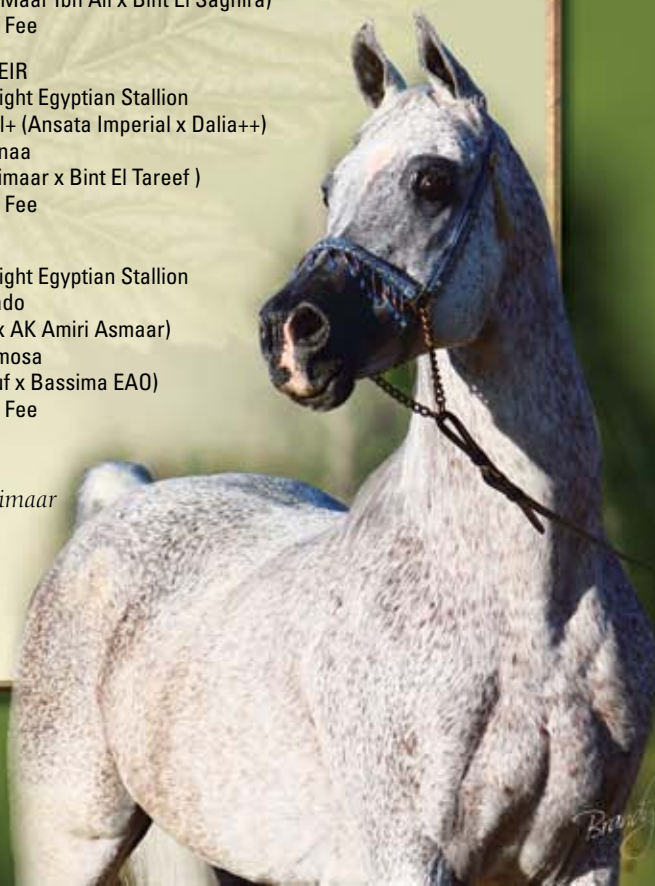 Maar Ibn Ali x Bint El Saghira)
Fee
EIR
ight Egyptian Stallion
l+ (Ansata Imperial x Dalia++)
naa
imaar x Bint El Tareef )
Fee
ight Egyptian Stallion
ado
x AK Amiri Asmaar)
mosa
uf x Bassima EAO)
Fee
imaar